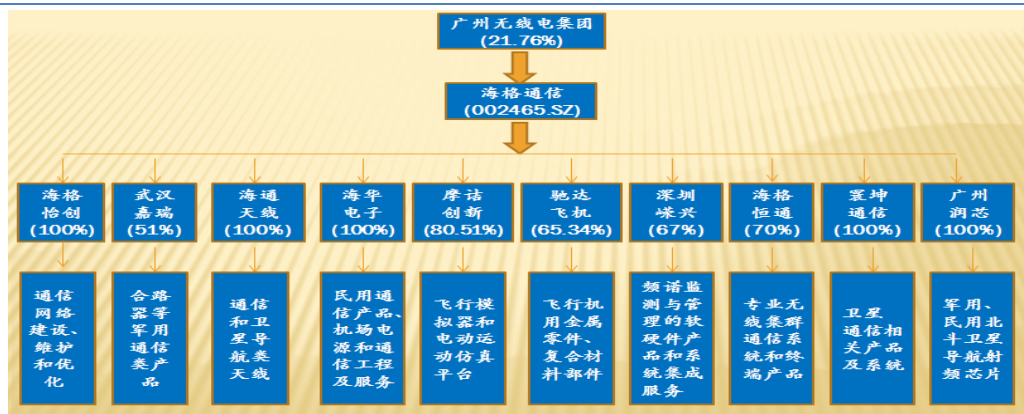 广州无线电集团
(21.76%)
海格通信
(002465.SZ)
海格
怡创
(100%)
武汉
嘉瑞
(51%)
海通
天线
(100%)
海华
电子
(100%)
摩诘
创新
(80.51%)
驰达
飞机
(65.34%)
深圳
嵘兴
(67%)
海格
恒通
(70%)
寰坤
通信
(100%)
广州
润芯
(100%)
通信
网络
建设、
维护
和优
化
合路
器等
军用
通信
类产
品
通信
和卫
星导
航类
天线
民用通
信产品、
机场电
源和通
信工程
及服务
飞行模
拟器和
电动运
动仿真
平台
飞行机
用金属
零件、
复合材
料部件
频诺监
测与管
理的软
硬件产
品和系
统集成
服务
专业无
线集群
通信系
统和终
端产品
卫星
通信相
关产品
及系统
军用、
民用北
斗卫星
导航射
频芯片